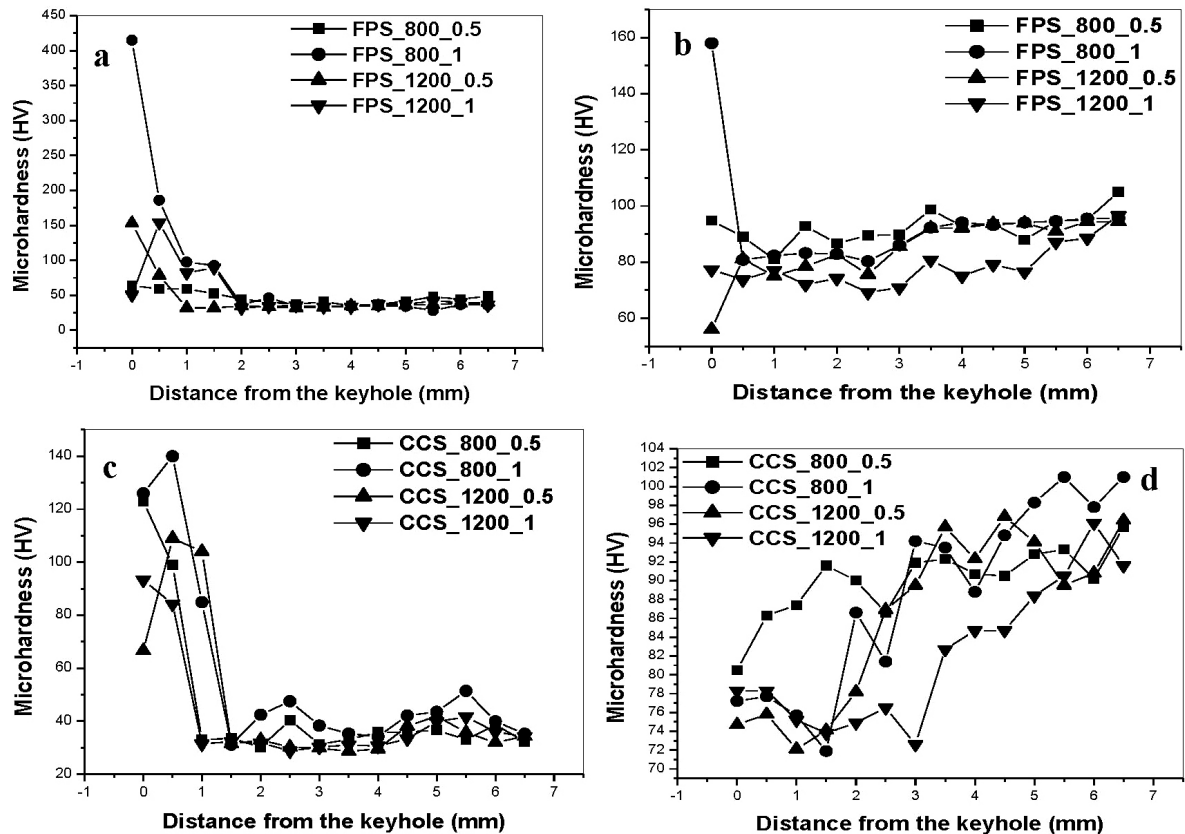 a
FPS_800_0.5
FPS_800_1
FPS_1200_0.5
FPS_1200_1
Microhardness (HV)
450
400
350
300
250
200
150
100
50
0
-1 0 1 2 3 4 5 6 7
Distance from the keyhole (mm)
b
FPS_800_0.5
FPS_800_1
FPS_1200_0.5
FPS_1200_1
Microhardness (HV)
160
140
120
100
80
60
-1 0 1 2 3 4 5 6 7
Distance from the keyhole (mm)
c
CCS_800_0.5
CCS_800_1
CCS_1200_0.5
CCS_1200_1
Microhardness (HV)
140
120
100
80
60
40
20
-1 0 1 2 3 4 5 6 7
Distance from the keyhole (mm)
d
CCS_800_0.5
CCS_800_1
CCS_1200_0.5
CCS_1200_1
Microhardness (HV)
104
102
100
98
96
94
92
90
88
86
84
82
80
78
76
74
72
70
-1 0 1 2 3 4 5 6 7
Distance from the keyhole (mm)